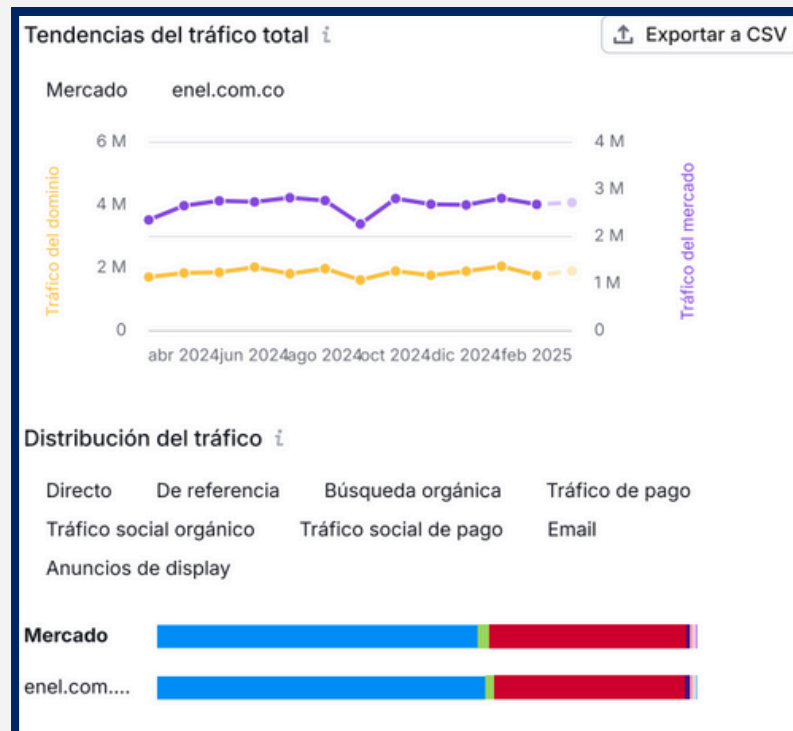 Tendencias del tráfico total i
Exportar a CSV
Mercado enel.com.co
6 M 4 M
4 M 3 M
2 M
2 M 1 M
0 0
Tráfico del dominio
Tráfico del mercado
abr 2024jun 2024ago 2024oct 2024dic 2024feb 2025
Distribución del tráfico i
Directo De referencia Búsqueda orgánica Tráfico de pago
Tráfico social orgánico Tráfico social de pago Email
Anuncios de display
Mercado
enel.com....